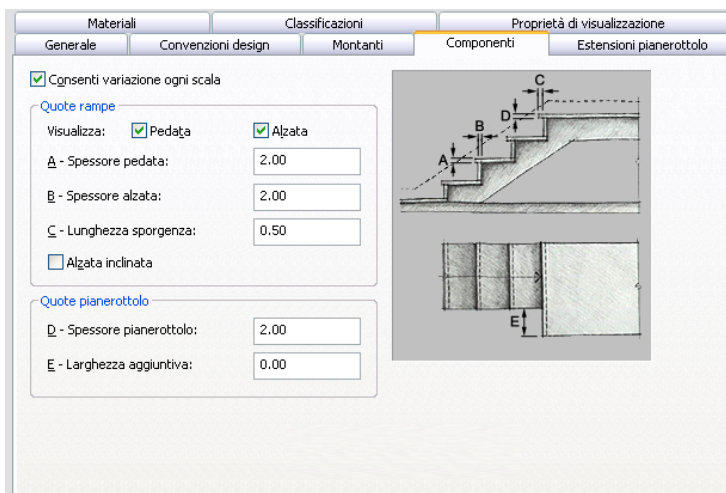 Materiali Classificazioni Proprietà di visualizzazione
Generale Convenzioni design Montanti Componenti Estensioni pianerottolo
Consenti variazione ogni scala
Quote rampe
Visualizza: Pedata Alzata
A - Spessore pedata: 2.00
B - Spessore alzata: 2.00
C - Lunghezza sporgenza: 0.50
Alzata inclinata
Quote pianerottolo
D - Spessore pianerottolo: 2.00
E - Larghezza aggiuntiva: 0.00
C
D
B
A
E